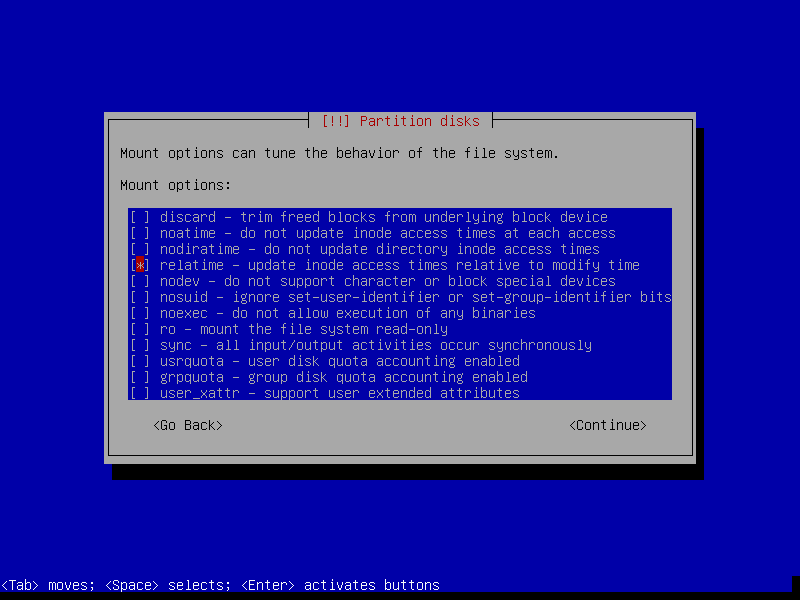 [!!] Partition disks
Mount options can tune the behavior of the file system.
Mount options:
[ ] discard - trim freed blocks from underlying block device
[ ] noatime - do not update inode access times at each access
[ ] nodiratime - do not update directory inode access times
[*] relatime - update inode access times relative to modify time
[ ] nodev - do not support character or block special devices
[ ] nosuid - ignore set-user-identifier or set-group-identifier bits
[ ] noexec - do not allow execution of any binaries
[ ] ro - mount the file system read-only
[ ] sync - all input/output activities occur synchronously
[ ] usrquota - user disk quota accounting enabled
[ ] grpquota - group disk quota accounting enabled
[ ] user_xattr - support user extended attributes
<Go Back> <Continue>
<Tab> moves; <Space> selects; <Enter> activates buttons